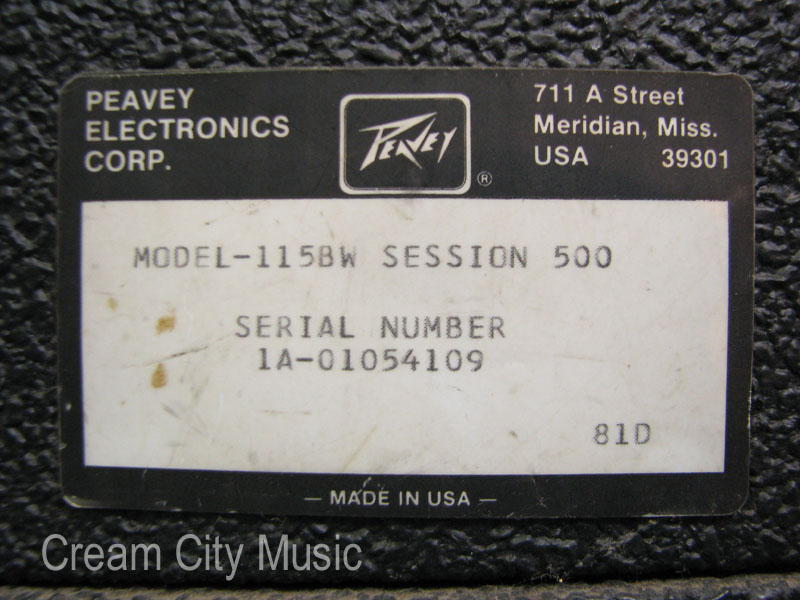 PEAVEY
ELECTRONICS
CORP.
PEAVEY
®
711 A Street
Meridian, Miss.
USA 39301
MODEL-115BW SESSION 500
SERIAL NUMBER
1A-01054109
81D
— MADE IN USA —
Cream City Music